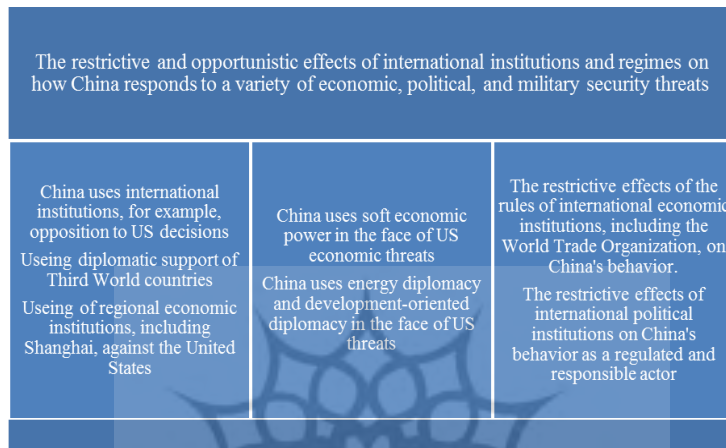 The restrictive and opportunistic effects of international institutions and regimes on
how China responds to a variety of economic, political, and military security threats
China uses international
institutions, for example,
opposition to US decisions
Useing diplomatic support of
Third World countries
Useing of regional economic
institutions, including
Shanghai, against the United
States
China uses soft economic
power in the face of US
economic threats
China uses energy diplomacy
and development-oriented
diplomacy in the face of US
threats
The restrictive effects of the
rules of international economic
institutions, including the
World Trade Organization, on
China's behavior.
The restrictive effects of
international political
institutions on China's
behavior as a regulated and
responsible actor